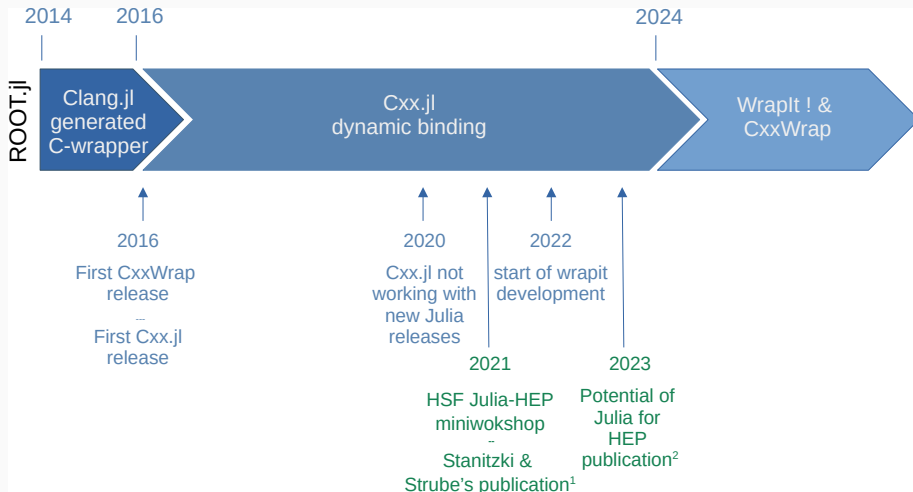 2014
2016
2024
ROOT.jl
Clang.jl
generated
C-wrapper
Cxx.jl
dynamic binding
WrapIt ! &
CxxWrap
2016
First CxxWrap
release
---
First Cxx.jl
release
2020
Cxx.jl not
working with
new Julia
releases
2022
start of wrapit
development
2021
HSF Julia-HEP
miniwokshop
--
Stanitzki &
Strube's publication¹
2023
Potential of
Julia for
HEP
publication²